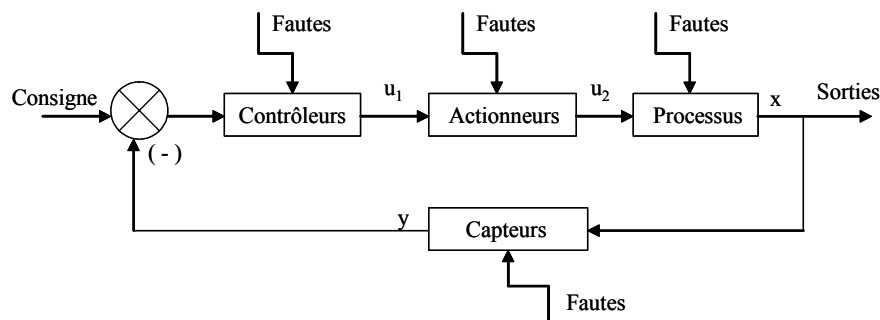 Fautes
Fautes
Fautes
Consigne
Contrôleurs
u1
Actionneurs
u2
Processus
x
Sorties
( - )
y
Capteurs
Fautes